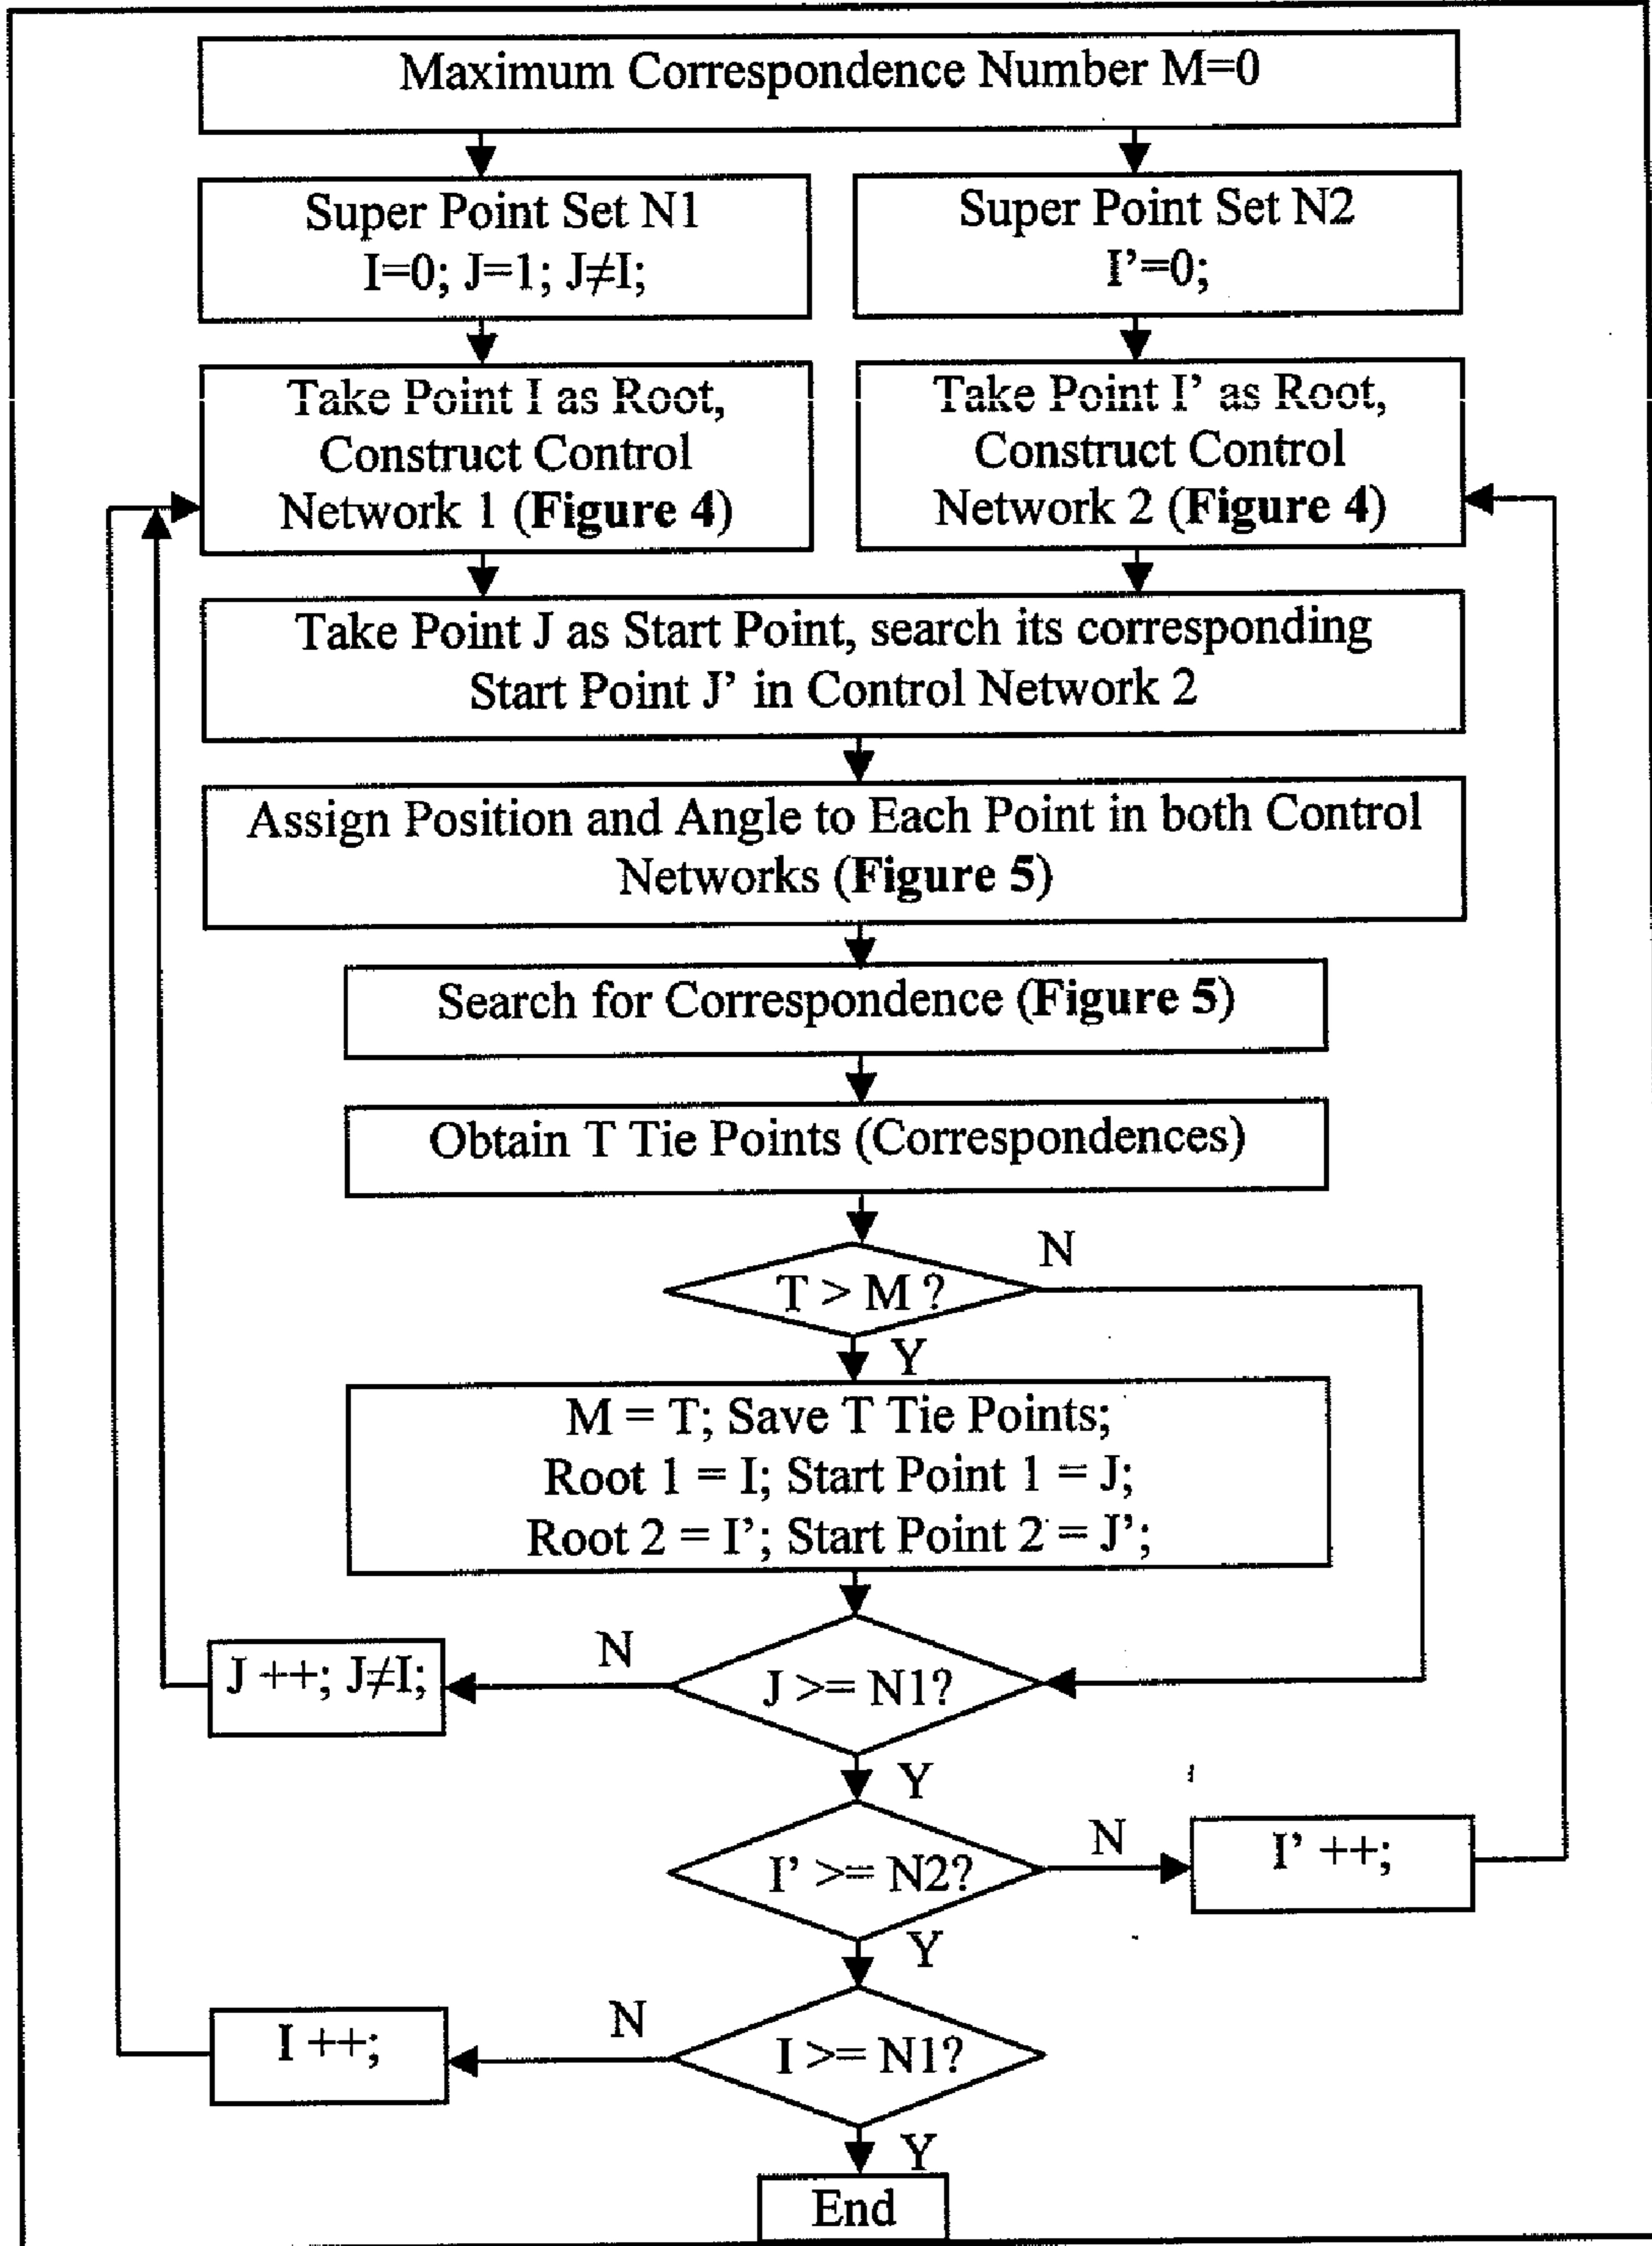 Maximum Correspondence Number M=0
Super Point Set N1
I=0; J=1; J≠I;
Super Point Set N2
I’=0;
Take Point I as Root,
Construct Control
Network 1 (Figure 4)
Take Point I’ as Root,
Construct Control
Network 2 (Figure 4)
Take Point J as Start Point, search its corresponding
Start Point J’ in Control Network 2
Assign Position and Angle to Each Point in both Control
Networks (Figure 5)
Search for Correspondence (Figure 5)
Obtain T Tie Points (Correspondences)
N
T > M ?
Y
M = T; Save T Tie Points;
Root 1 = I; Start Point 1 = J;
Root 2 = I’; Start Point 2 = J’;
N
J ++; J≠I;
J >= N1?
Y
N
I’ >= N2?
I’ ++;
Y
N
I ++;
I >= N1?
Y
End